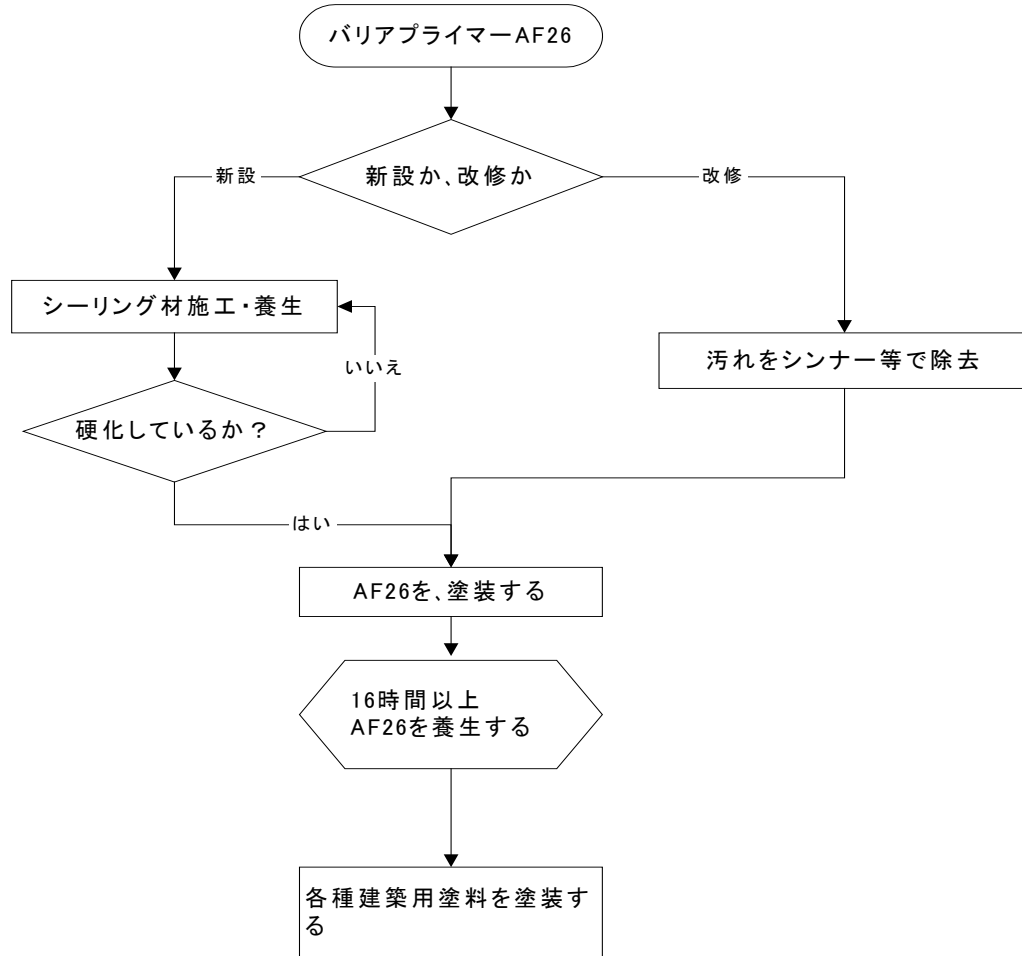 バリアプライマーAF26
新設か、改修か
新設
改修
シーリング材施工・養生
いいえ
汚れをシンナー等で除去
硬化しているか？
はい
AF26を、塗装する
16時間以上
AF26を養生する
各種建築用塗料を塗装す
る